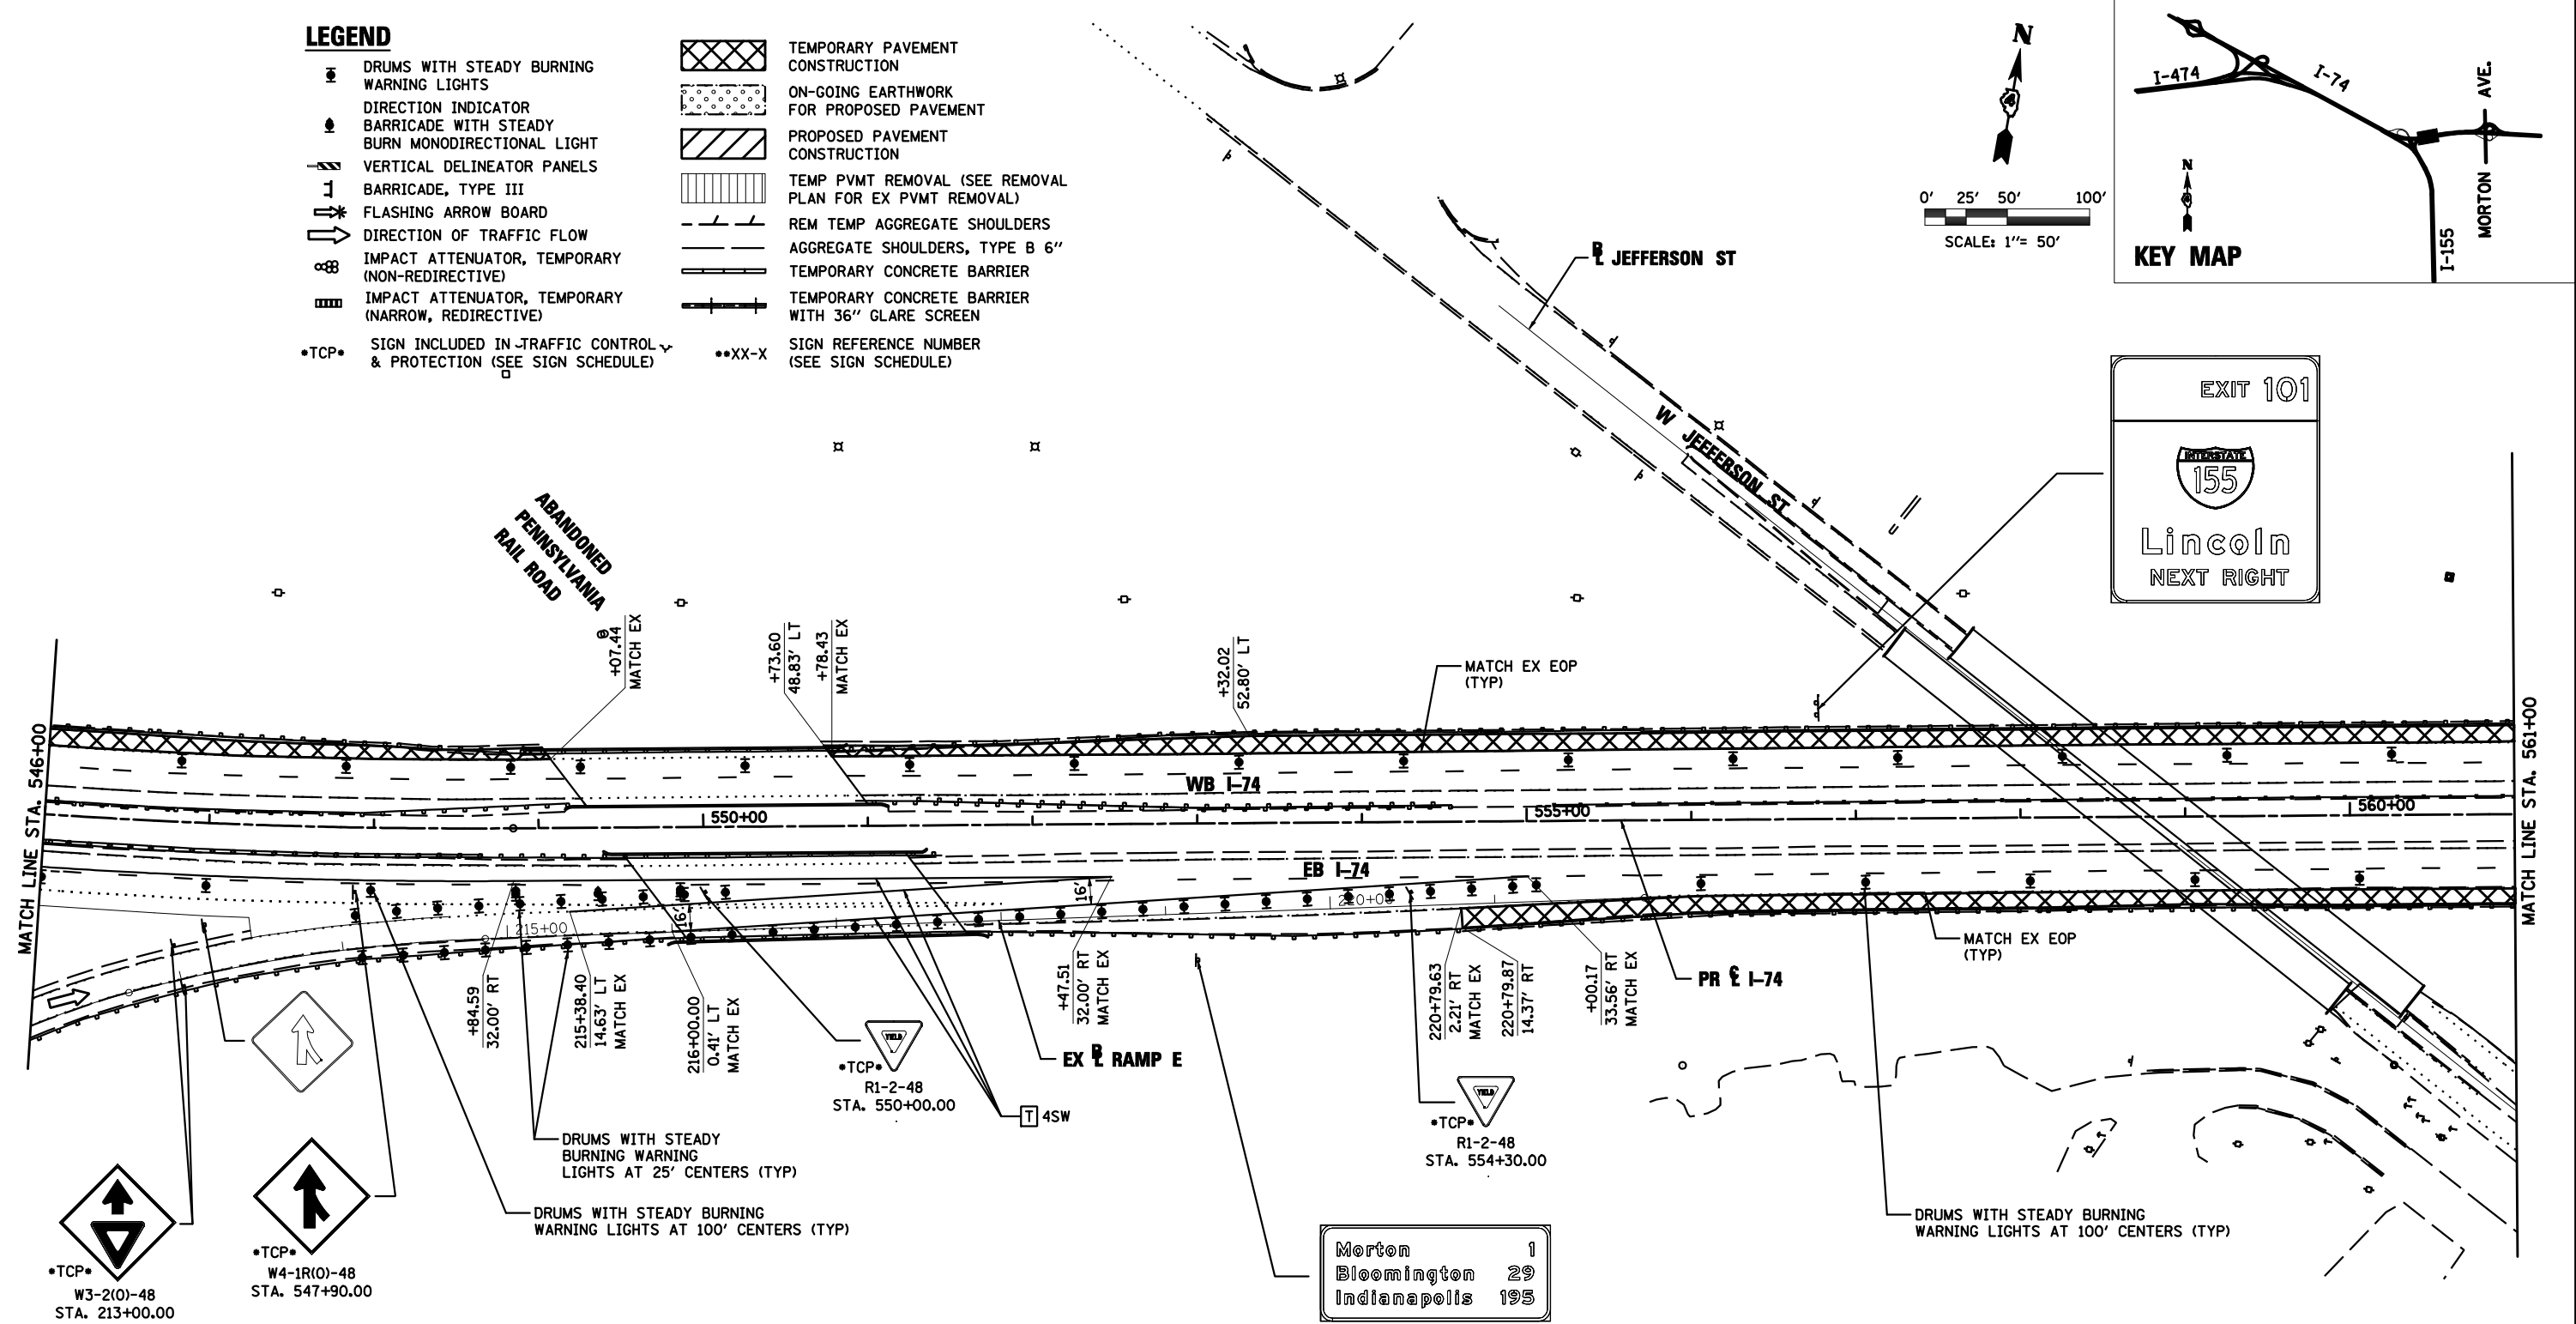 LEGEND
DRUMS WITH STEADY BURNING
WARNING LIGHTS
DIRECTION INDICATOR
BARRICADE WITH STEADY
BURN MONODIRECTIONAL LIGHT
VERTICAL DELINEATOR PANELS
BARRICADE, TYPE III
FLASHING ARROW BOARD
DIRECTION OF TRAFFIC FLOW
IMPACT ATTENUATOR, TEMPORARY
(NON-REDIRECTIVE)
IMPACT ATTENUATOR, TEMPORARY
(NARROW, REDIRECTIVE)
*TCP*
SIGN INCLUDED IN TRAFFIC CONTROL
& PROTECTION (SEE SIGN SCHEDULE)
TEMPORARY PAVEMENT
CONSTRUCTION
ON-GOING EARTHWORK
FOR PROPOSED PAVEMENT
PROPOSED PAVEMENT
CONSTRUCTION
TEMP PVMT REMOVAL (SEE REMOVAL
PLAN FOR EX PVMT REMOVAL)
REM TEMP AGGREGATE SHOULDERS
AGGREGATE SHOULDERS, TYPE B 6"
TEMPORARY CONCRETE BARRIER
TEMPORARY CONCRETE BARRIER
WITH 36" GLARE SCREEN
**XX-X
SIGN REFERENCE NUMBER
(SEE SIGN SCHEDULE)
N
0' 25' 50' 100'
SCALE: 1"= 50'
I-474
I-74
MORTON AVE.
I-155
N
KEY MAP
BL JEFFERSON ST
W JEFFERSON ST
EXIT 101
INTERSTATE
155
Lincoln
NEXT RIGHT
ABANDONED
PENNSYLVANIA
RAIL ROAD
+07.44
MATCH EX
+73.60
48.83' LT
+78.43
MATCH EX
+32.02
52.80' LT
MATCH EX EOP
(TYP)
MATCH LINE STA. 546+00
MATCH LINE STA. 561+00
WB I-74
550+00
555+00
560+00
EB I-74
16'
16'
215+00
220+00
+84.59
32.00' RT
215+38.40
14.63' LT
MATCH EX
216+00.00
0.41' LT
MATCH EX
+47.51
32.00' RT
MATCH EX
220+79.63
2.21' RT
MATCH EX
220+79.87
14.37' RT
+00.17
33.56' RT
MATCH EX
PR CL I-74
MATCH EX EOP
(TYP)
EX BL RAMP E
YIELD
*TCP*
R1-2-48
STA. 550+00.00
T 4SW
YIELD
*TCP*
R1-2-48
STA. 554+30.00
DRUMS WITH STEADY
BURNING WARNING
LIGHTS AT 25' CENTERS (TYP)
DRUMS WITH STEADY BURNING
WARNING LIGHTS AT 100' CENTERS (TYP)
DRUMS WITH STEADY BURNING
WARNING LIGHTS AT 100' CENTERS (TYP)
*TCP*
W3-2(O)-48
STA. 213+00.00
*TCP*
W4-1R(O)-48
STA. 547+90.00
Morton 1
Bloomington 29
Indianapolis 195